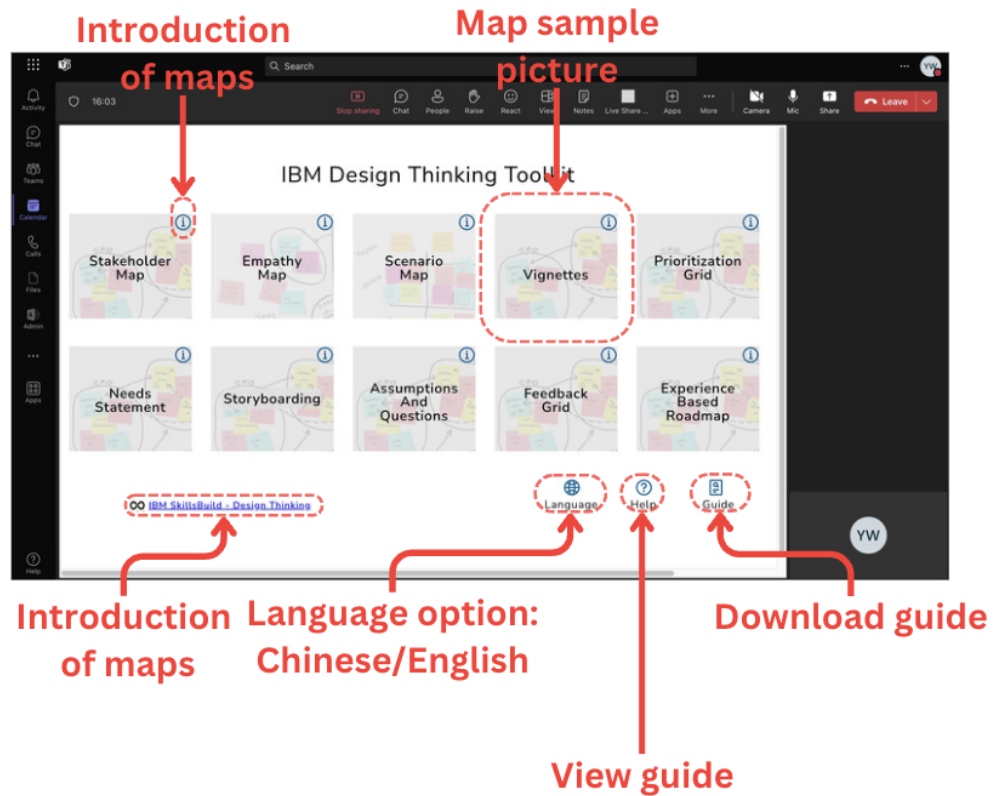 Introduction
of maps
Map sample
picture
Search
YW
Activity
Chat
Teams
Calendar
Calls
Files
Admin
Apps
Help
16:03
Stop sharing
Chat
People
Raise
React
View
Notes
Live Share ...
Apps
More
Camera
Mic
Share
Leave
IBM Design Thinking Toolkit
Stakeholder
Map
Empathy
Map
Scenario
Map
Vignettes
Prioritization
Grid
Needs
Statement
Storyboarding
Assumptions
And
Questions
Feedback
Grid
Experience
Based
Roadmap
IBM SkillsBuild - Design Thinking
Language
Help
Guide
YW
Introduction
of maps
Language option:
Chinese/English
Download guide
View guide